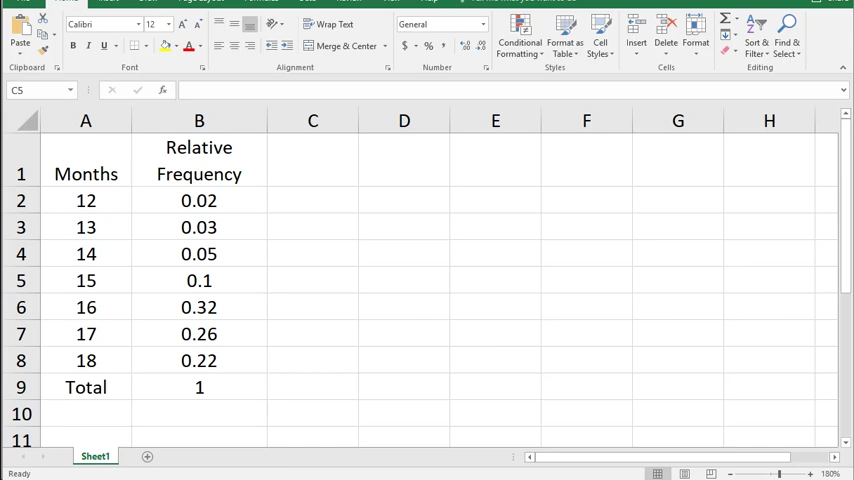 Calibri 12 Wrap Text General
Paste B I U A Merge & Center $ % Conditional Formatting Format as Table Cell Styles Insert Delete Format Sort & Filter Find & Select
Clipboard Font Alignment Number Styles Cells Editing
C5 fx
A B C D E F G H
Relative
1 Months Frequency
2 12 0.02
3 13 0.03
4 14 0.05
5 15 0.1
6 16 0.32
7 17 0.26
8 18 0.22
9 Total 1
10
11
Sheet1
Ready 180%